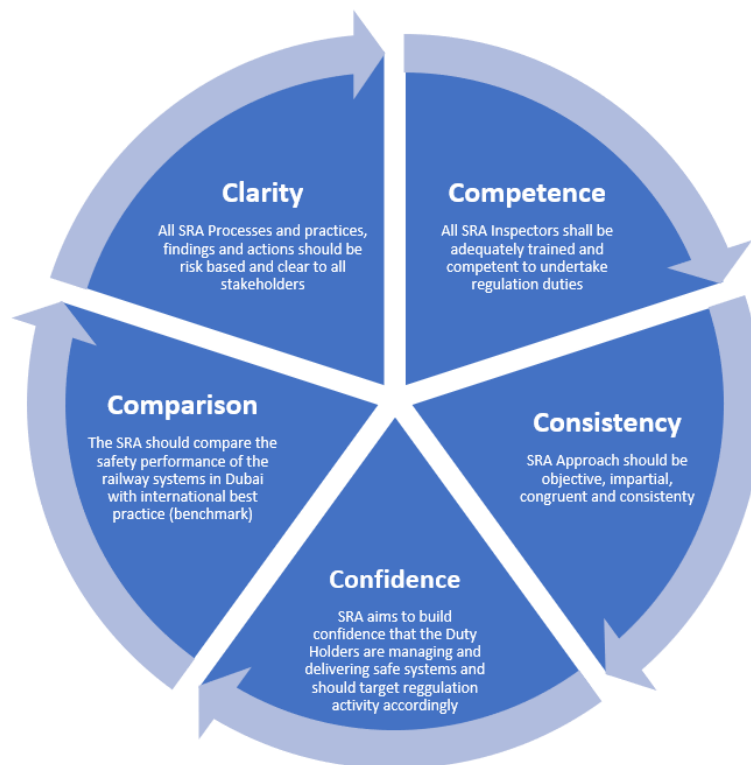 Clarity
All SRA Processes and practices,
findings and actions should be
risk based and clear to all
stakeholders
Competence
All SRA Inspectors shall be
adequately trained and
competent to undertake
regulation duties
Consistency
SRA Approach should be
objective, impartial,
congruent and consistenty
Confidence
SRA aims to build
confidence that the Duty
Holders are managing and
delivering safe systems and
should target reggulation
activity accordingly
Comparison
The SRA should compare the
safety performance of the
railway systems in Dubai
with international best
practice (benchmark)